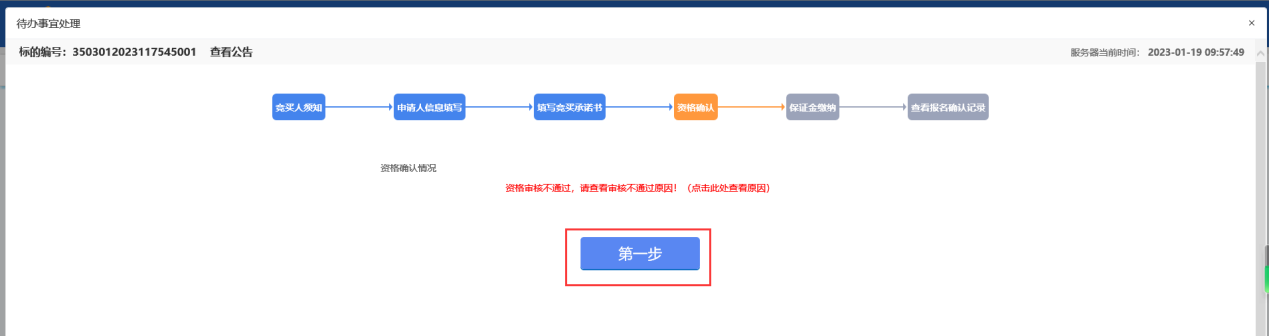 待办事宜处理 ×
标的编号：3503012023117545001 查看公告 服务器当前时间： 2023-01-19 09:57:49
竞买人须知 申请人信息填写 填写竞买承诺书 资格确认 保证金缴纳 查看报名确认记录
资格确认情况
资格审核不通过，请查看审核不通过原因！（点击此处查看原因）
第一步